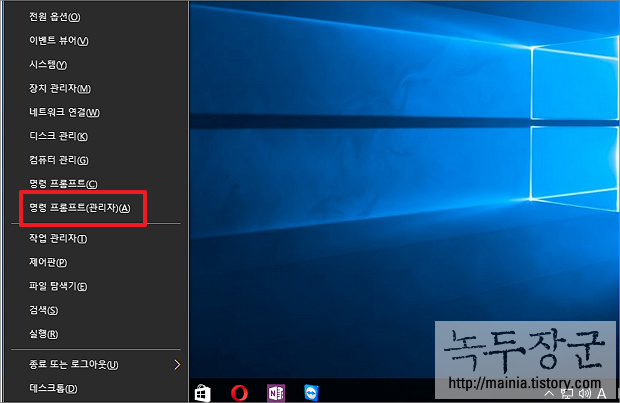 전원 옵션(O)
이벤트 뷰어(V)
시스템(Y)
장치 관리자(M)
네트워크 연결(W)
디스크 관리(K)
컴퓨터 관리(G)
명령 프롬프트(C)
명령 프롬프트(관리자)(A)
작업 관리자(T)
제어판(P)
파일 탐색기(E)
검색(S)
실행(R)
종료 또는 로그아웃(U)
데스크톱(D)
녹두장군
http://mainia.tistory.com
A